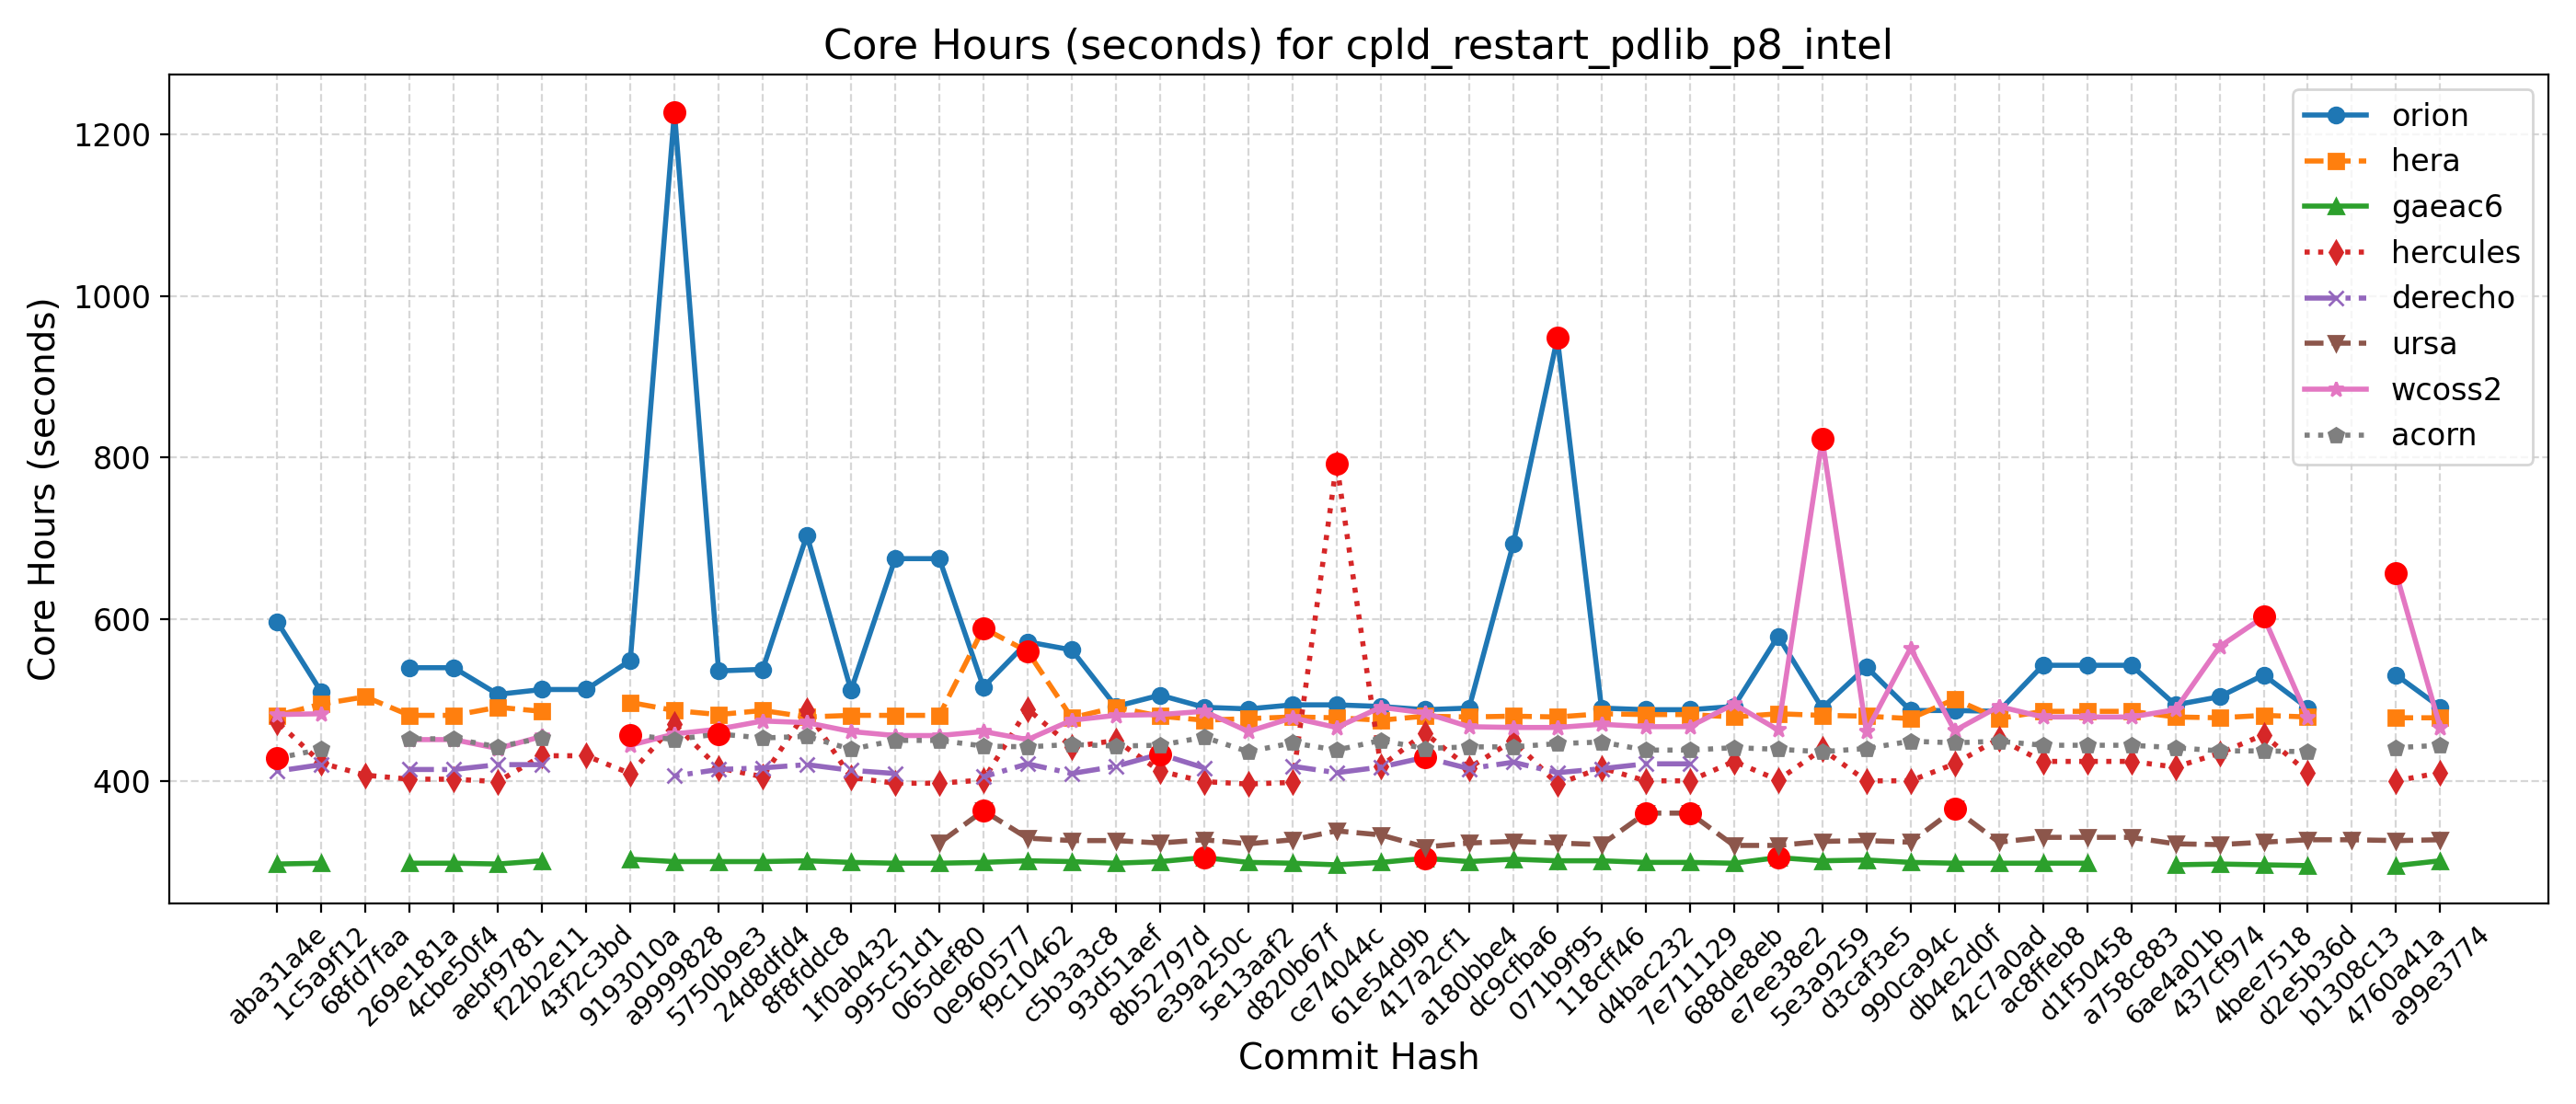 Core Hours (seconds) for cpld_restart_pdlib_p8_intel
Core Hours (seconds)
1200
1000
800
600
400
orion
hera
gaeac6
hercules
derecho
ursa
wcoss2
acorn
aba31a4e
1c5a9f12
68fd7faa
269e181a
4cbe50f4
aebf9781
f22b2e11
43f2c3bd
9193010a
a9999828
5750b9e3
24d8dfd4
8f8fddc8
1f0ab432
995c51d1
065def80
0e960577
f9c10462
c5b3a3c8
93d51aef
8b52797d
e39a250c
5e13aaf2
d820b67f
ce74044c
61e54d9b
417a2cf1
a180bbe4
dc9cfba6
071b9f95
118cff46
d4bac232
7e711129
688de8eb
e7ee38e2
5e3a9259
d3caf3e5
990ca94c
db4e2d0f
42c7a0ad
ac8ffeb8
d1f50458
a758c883
6ae4a01b
437cf974
4bee7518
d2e5b36d
b1308c13
4760a41a
a99e3774
Commit Hash